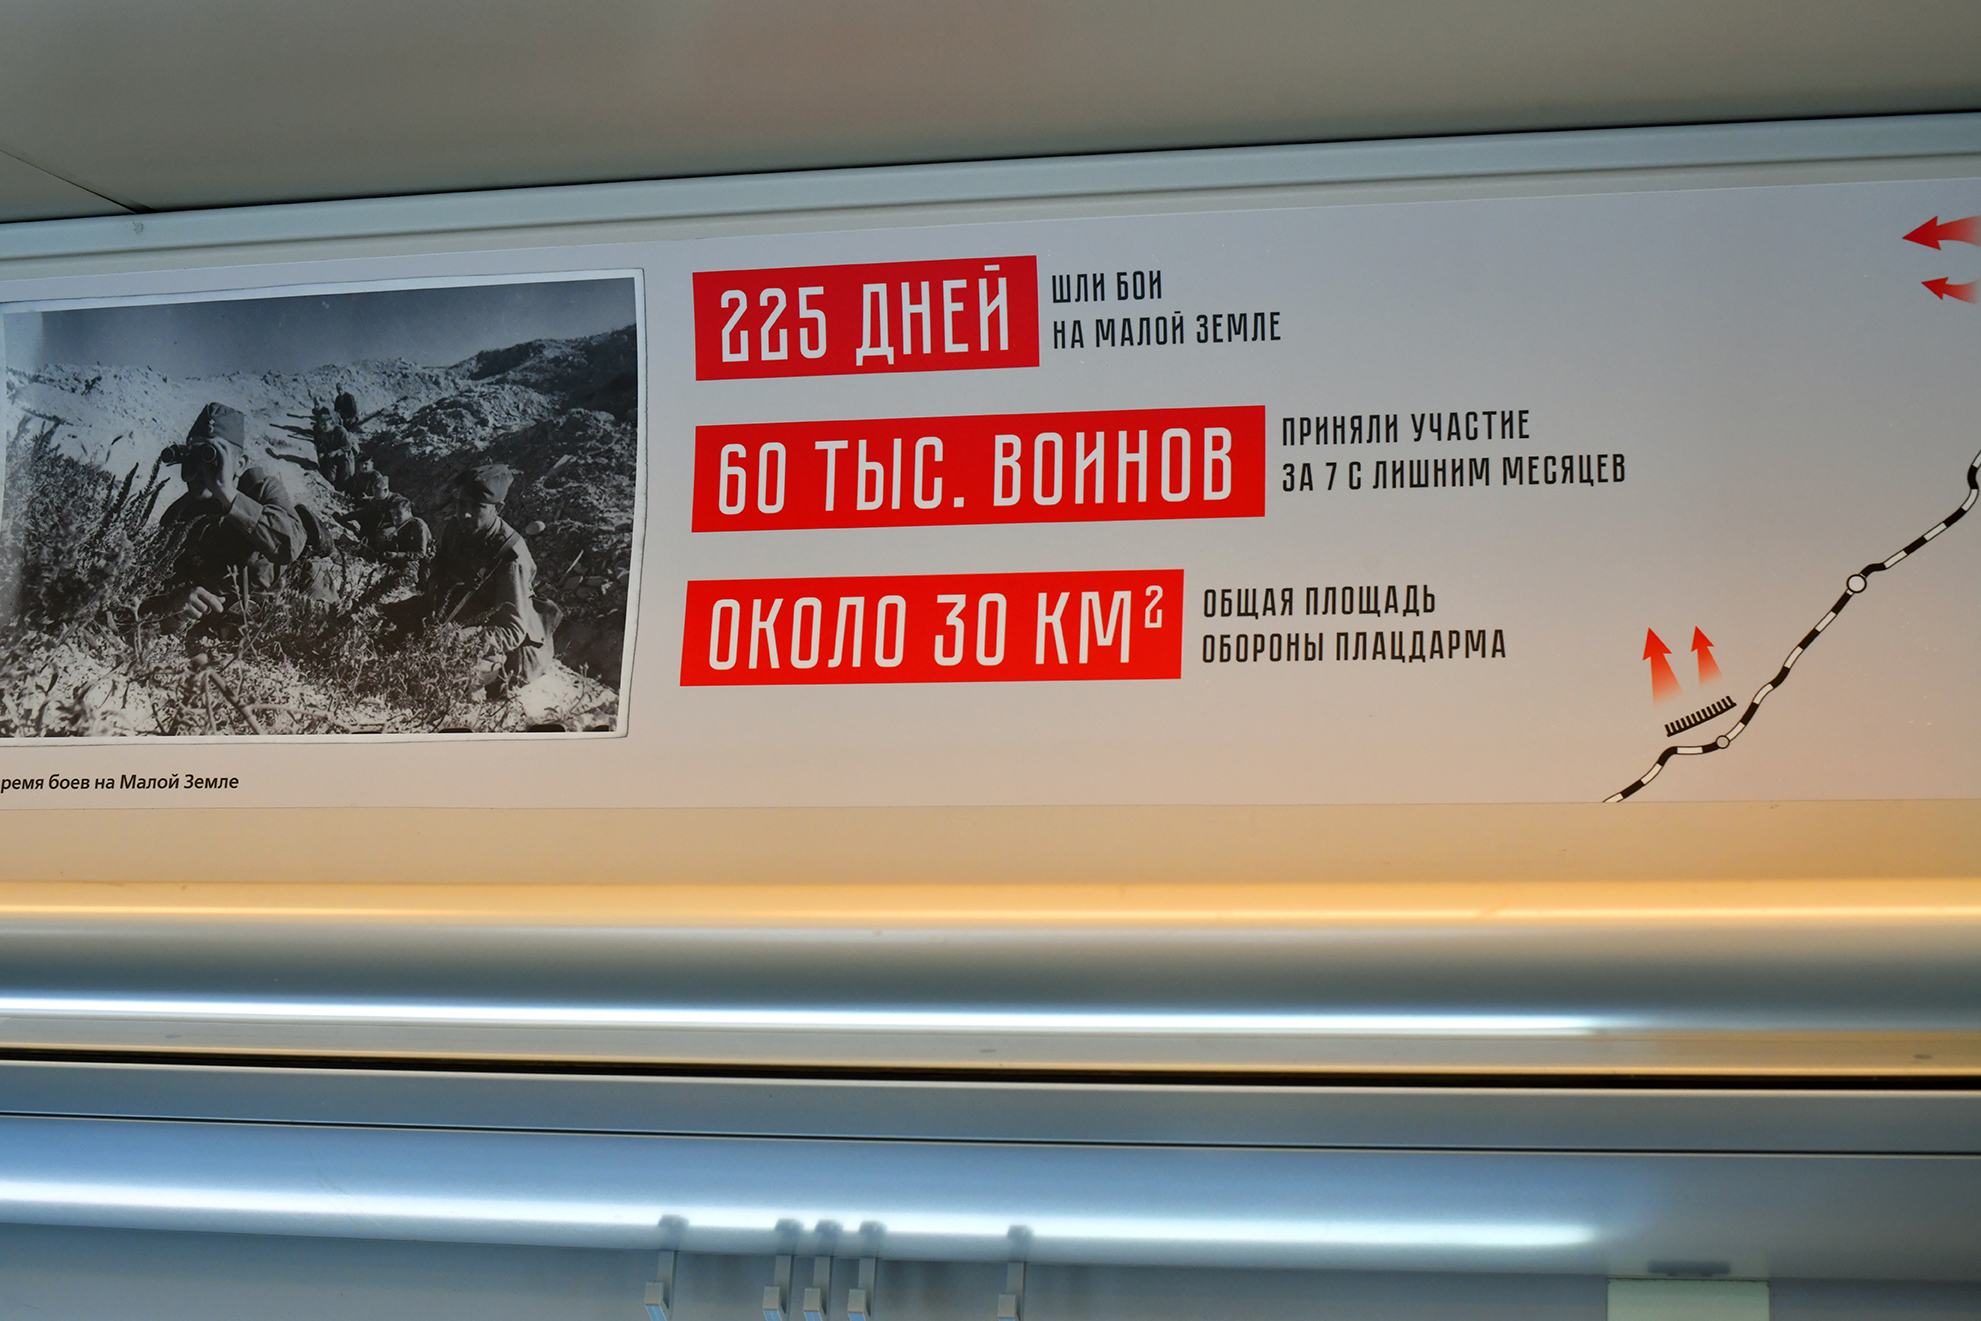 225 ДНЕЙ
ШЛИ БОИ
НА МАЛОЙ ЗЕМЛЕ
60 ТЫС. ВОИНОВ
ПРИНЯЛИ УЧАСТИЕ
ЗА 7 С ЛИШНИМ МЕСЯЦЕВ
ОКОЛО 30 КМ²
ОБЩАЯ ПЛОЩАДЬ
ОБОРОНЫ ПЛАЦДАРМА
ремя боев на Малой Земле